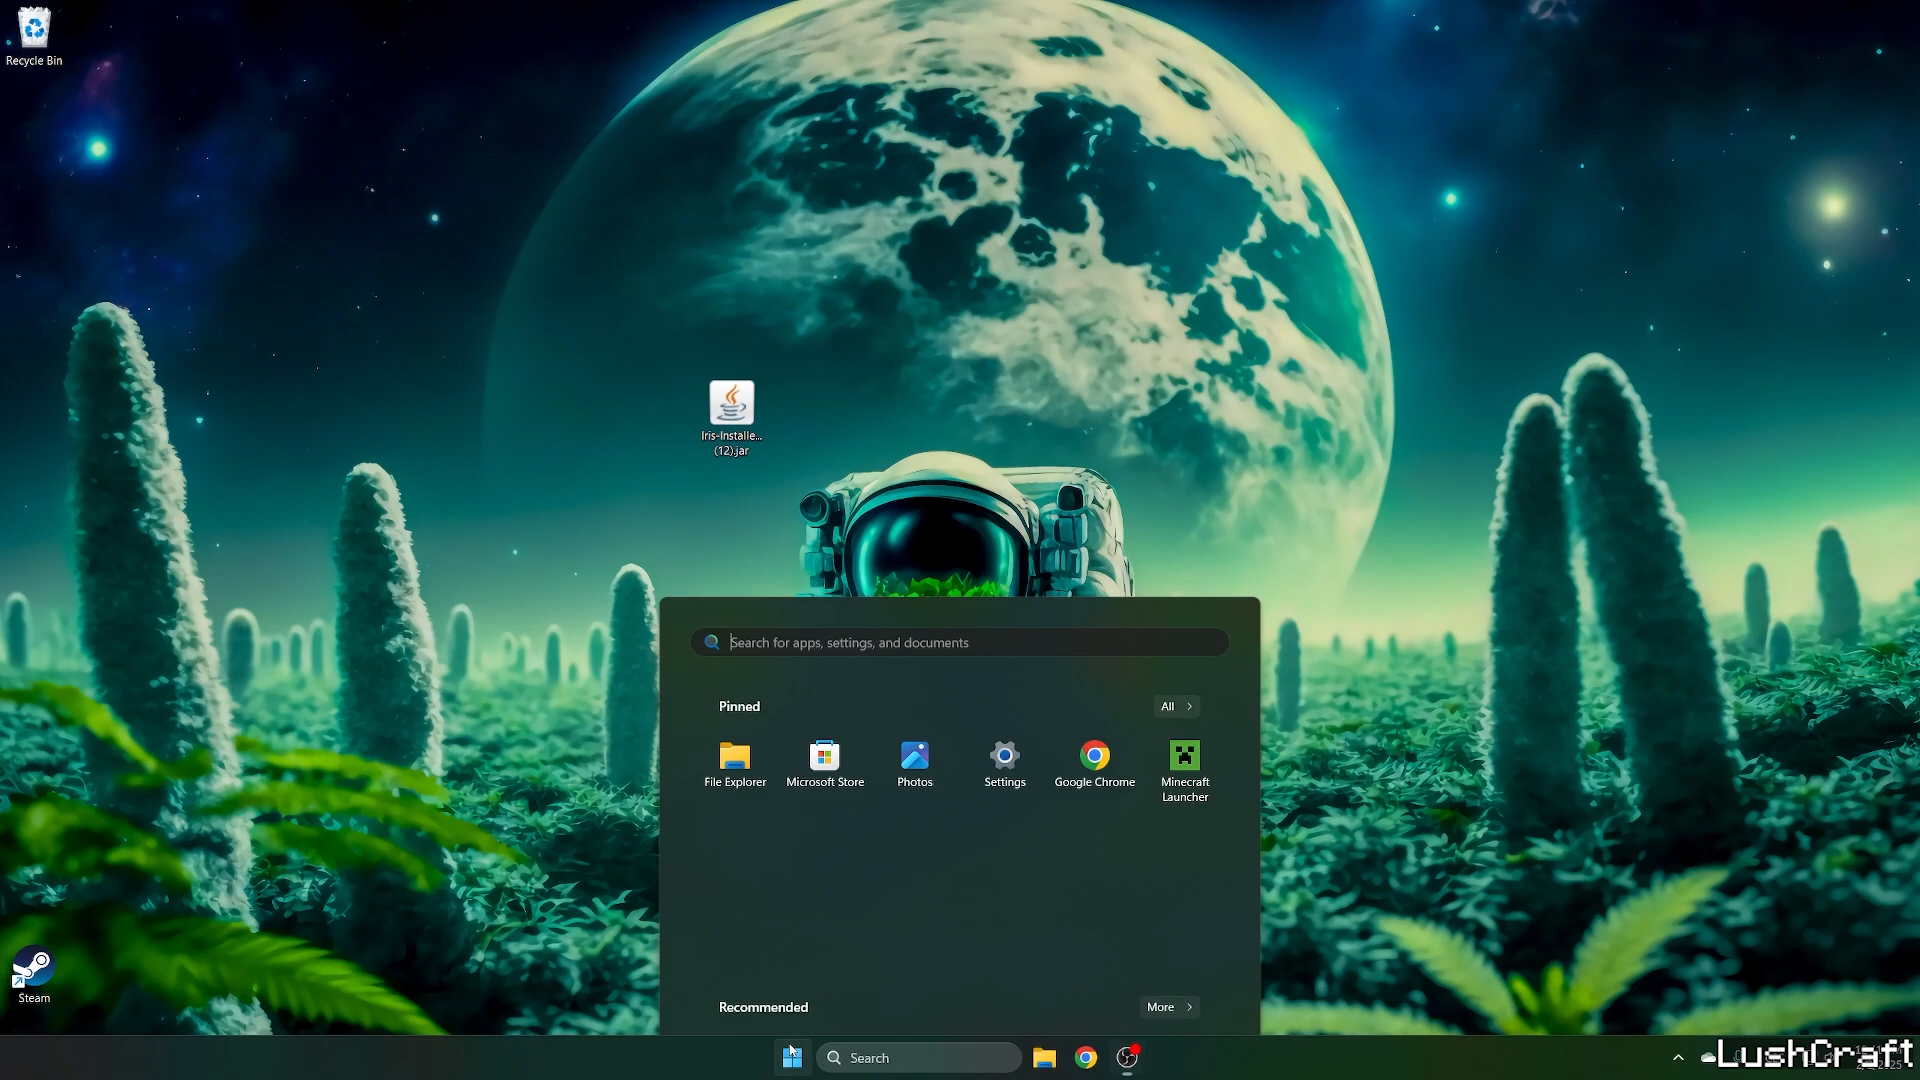 Recycle Bin
Iris-Installe...
(12).jar
Search for apps, settings, and documents
Pinned
All
File Explorer
Microsoft Store
Photos
Settings
Google Chrome
Minecraft
Launcher
Steam
Recommended
More
Search
LushCraft